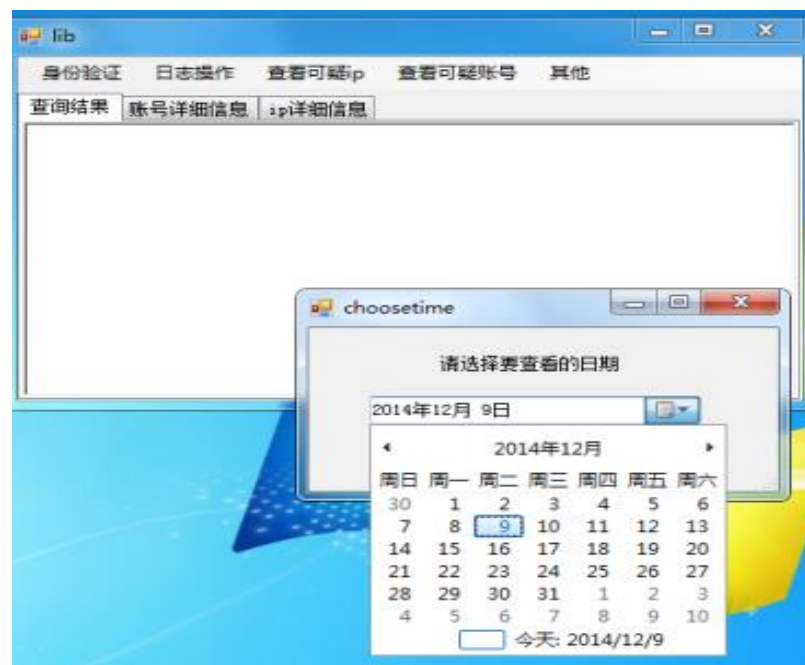 lib
身份验证 日志操作 查看可疑ip 查看可疑账号 其他
查询结果 账号详细信息 ip详细信息
choosetime
请选择要查看的日期
2014年12月 9日
2014年12月
周日 周一 周二 周三 周四 周五 周六
30 1 2 3 4 5 6
7 8 9 10 11 12 13
14 15 16 17 18 19 20
21 22 23 24 25 26 27
28 29 30 31 1 2 3
4 5 6 7 8 9 10
今天: 2014/12/9